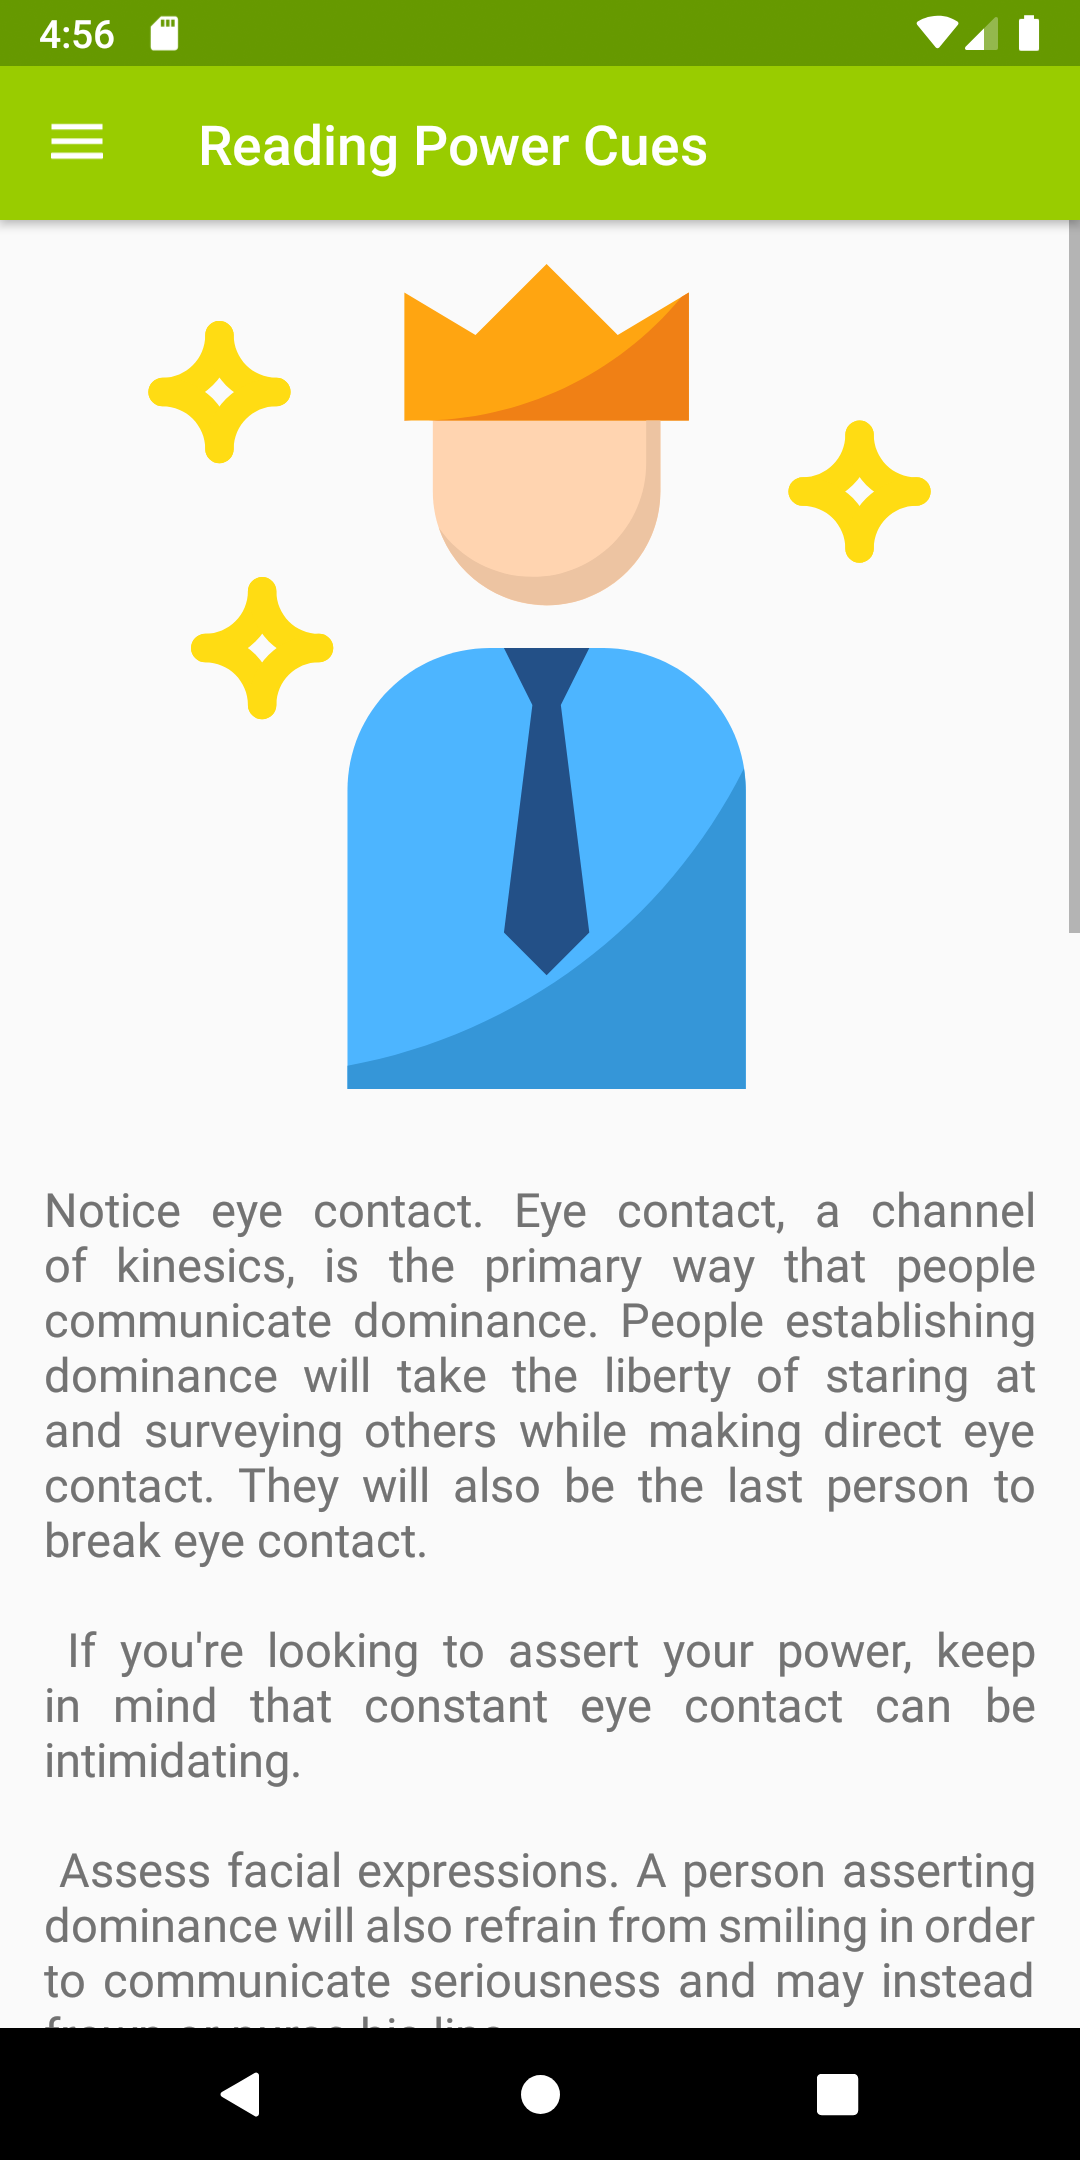 4:56
Reading Power Cues
Notice eye contact. Eye contact, a channel
of kinesics, is the primary way that people
communicate dominance. People establishing
dominance will take the liberty of staring at
and surveying others while making direct eye
contact. They will also be the last person to
break eye contact.
If you're looking to assert your power, keep
in mind that constant eye contact can be
intimidating.
Assess facial expressions. A person asserting
dominance will also refrain from smiling in order
to communicate seriousness and may instead